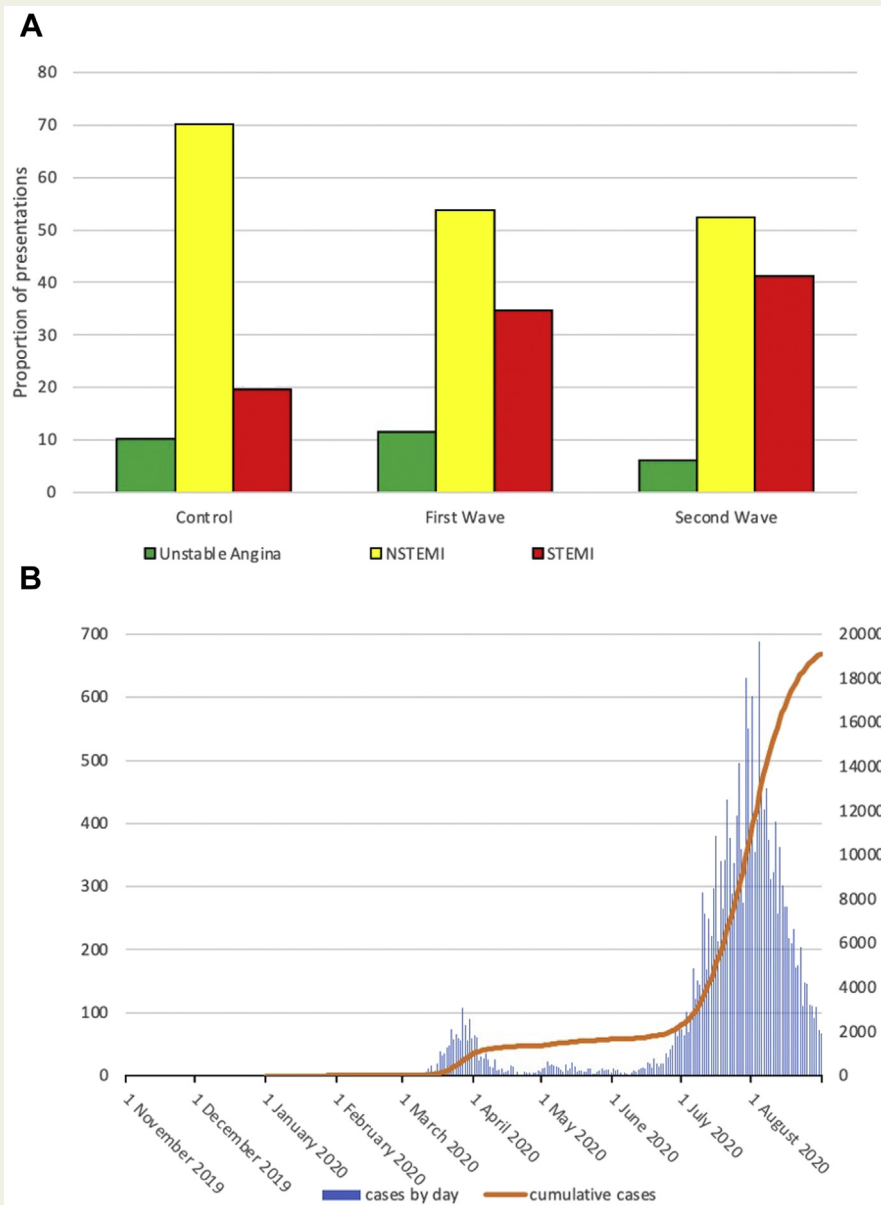 A
80
70
60
50
40
30
20
10
0
Proportion of presentations
Control First Wave Second Wave
Unstable Angina NSTEMI STEMI
B
700 20000
600 18000
16000
500 14000
400 12000
10000
300 8000
200 6000
4000
100 2000
0 0
1 November 2019
1 December 2019
1 January 2020
1 February 2020
1 March 2020
1 April 2020
1 May 2020
1 June 2020
1 July 2020
1 August 2020
cases by day cumulative cases